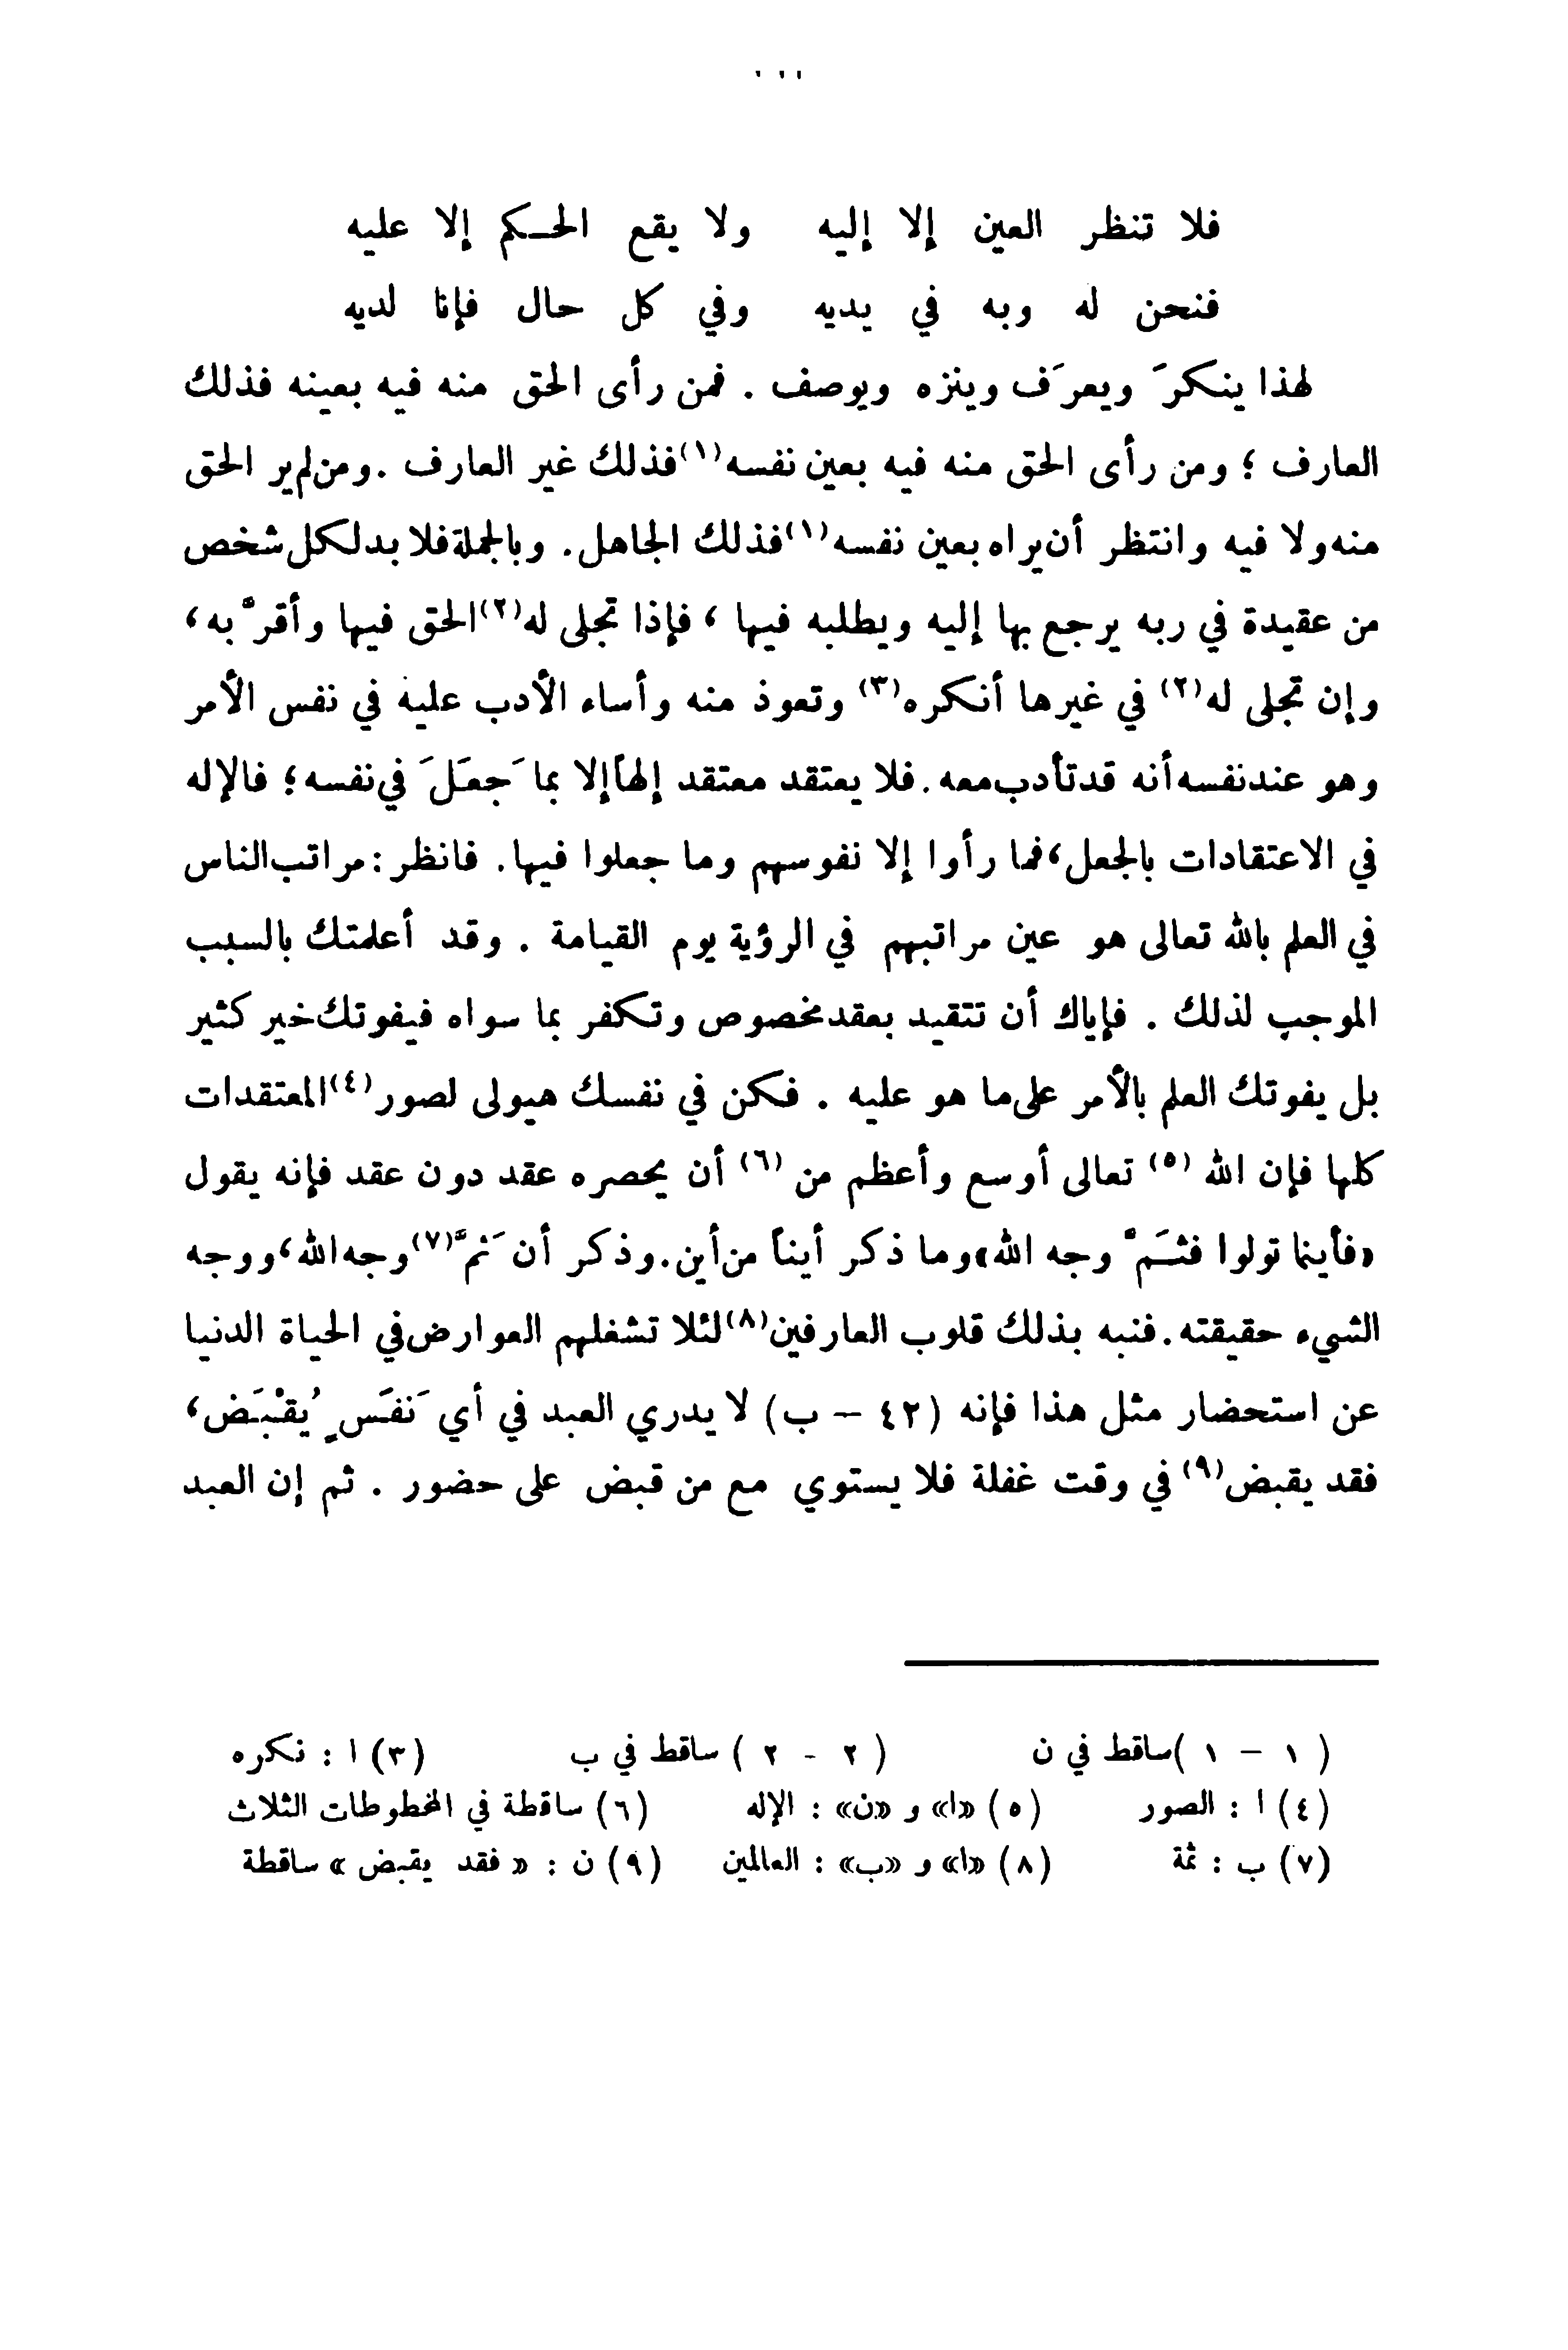 فلا تنظر العين إلا إليه ولا يقع الحـكم إلا عليه
فنحن له وبه في يديه وفي كل حال فإنا لديه
لهذا ينكرَ ويعرَف وينزه ويوصف . فمن رأى الحق منه فيه بعينه فذلك
العارف ؛ ومن رأى الحق منه فيه بعين نفسه(١) فذلك غير العارف . ومن لم ير الحق
منه ولا فيه وانتظر أن يراه بعين نفسه(١) فذلك الجاهل. وبالجملة فلا بد لكل شخص
من عقيدة في ربه يرجع بها إليه ويطلبه فيها ، فإذا تجلى له(٢) الحق فيها وأقرَّ به،
وإن تجلى له(٢) في غيرها أنكره(٣) وتعوذ منه وأساء الأدب عليه في نفس الأمر
وهو عند نفسه أنه قد تأدب معه. فلا يعتقد معتقد إلهاً إلا بما جَعَلَ في نفسه؛ فالإله
في الاعتقادات بالجعل، فما رأوا إلا نفوسهم وما جعلوا فيها. فانظر: مراتب الناس
في العلم بالله تعالى هو عين مراتبهم في الرؤية يوم القيامة . وقد أعلمتك بالسبب
الموجب لذلك . فإياك أن تتقيد بعقد مخصوص وتكفر بما سواه فيفوتك خير كثير
بل يفوتك العلم بالأمر على ما هو عليه . فكن في نفسك هيولى لصور(٤) المعتقدات
كلها فإن الله (٥) تعالى أوسع وأعظم من (٦) أن يحصره عقد دون عقد فإنه يقول
«فأينما تولوا فثَمَّ وجه الله» وما ذكر أيناً من أين. وذكر أن ثَمَّ(٧) وجه الله، ووجه
الشيء حقيقته. فنبه بذلك قلوب العارفين(٨) لئلا تشغلهم العوارض في الحياة الدنيا
عن استحضار مثل هذا فإنه (٤٢ – ب) لا يدري العبد في أي نَفَسٍ يُقْبَض،
فقد يقبض(٩) في وقت غفلة فلا يستوي مع من قبض على حضور . ثم إن العبد
( ١ – ١ )ساقط في ن ( ٢ - ٢ ) ساقط في ب (٣) ا : نكره
(٤) ا : الصور (٥) «ا» و «ن» : الإله (٦) ساقطة في المخطوطات الثلاث
(٧) ب : ثمة (٨) «ا» و «ب» : العالمين (٩) ن : « فقد يقبض » ساقطة